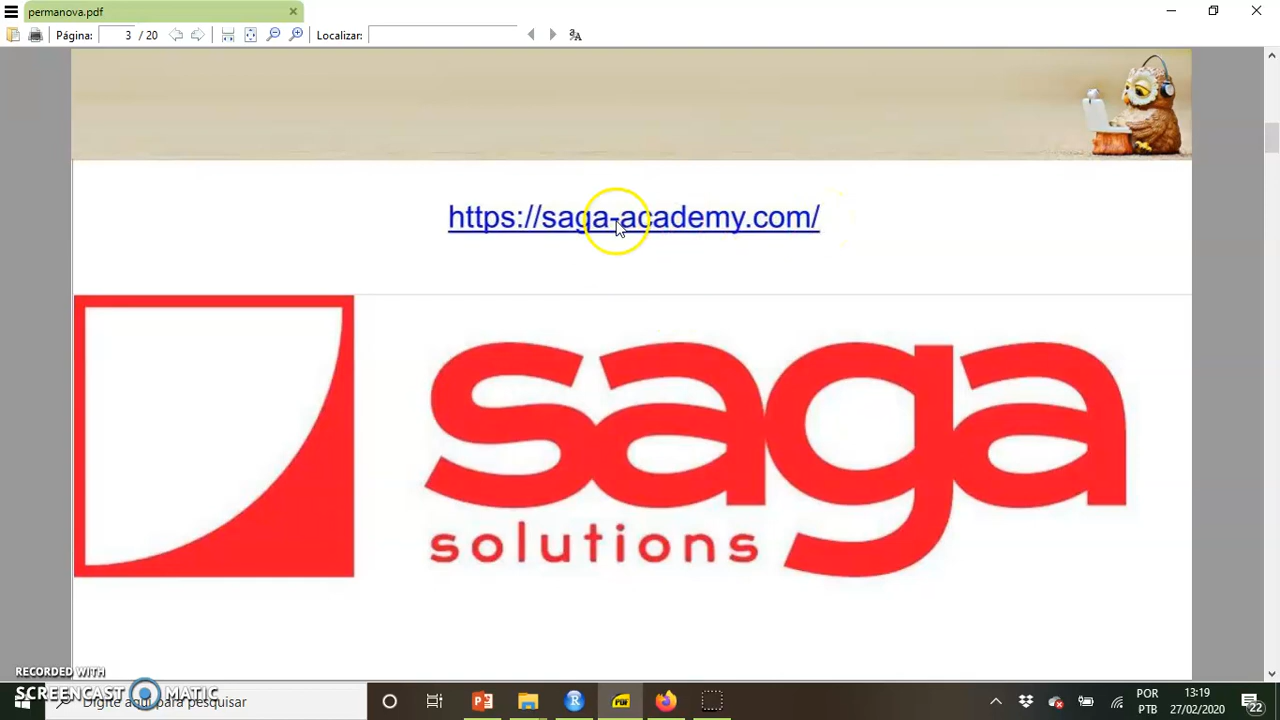 permanova.pdf
Página: 3 / 20 Localizar:
https://saga-academy.com/
saga
solutions
RECORDED WITH
SCREENCAST MATIC
Digite aqui para pesquisar
POR
PTB
13:19
27/02/2020
22